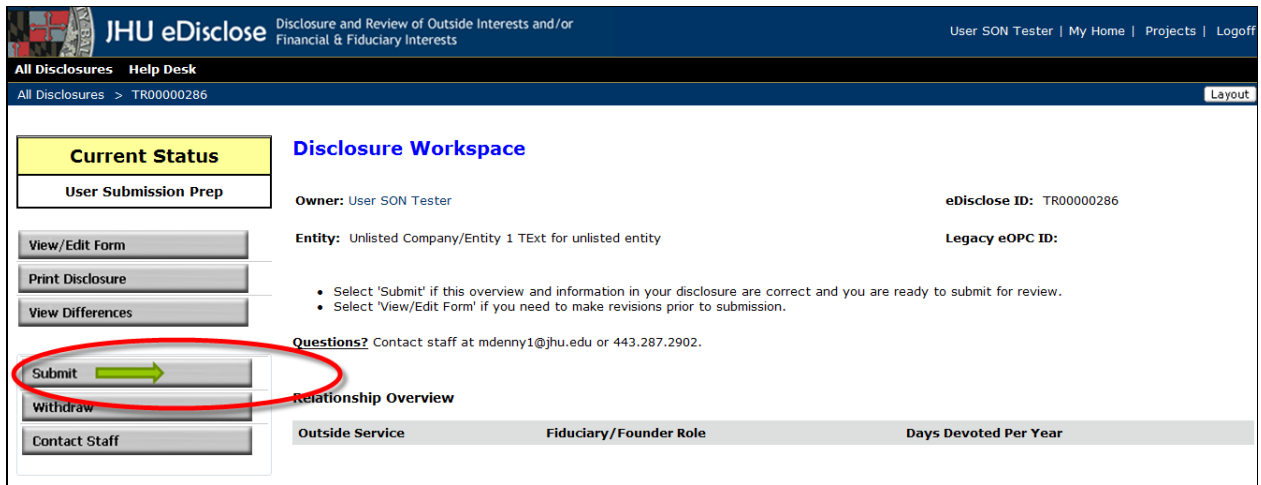 JHU eDisclose Disclosure and Review of Outside Interests and/or
Financial & Fiduciary Interests
User SON Tester | My Home | Projects | Logoff
All Disclosures Help Desk
All Disclosures > TR00000286
Layout
Current Status
User Submission Prep
View/Edit Form
Print Disclosure
View Differences
Submit
Withdraw
Contact Staff
Disclosure Workspace
Owner: User SON Tester
eDisclose ID: TR00000286
Entity: Unlisted Company/Entity 1 TExt for unlisted entity
Legacy eOPC ID:
• Select 'Submit' if this overview and information in your disclosure are correct and you are ready to submit for review.
• Select 'View/Edit Form' if you need to make revisions prior to submission.
Questions? Contact staff at mdenny1@jhu.edu or 443.287.2902.
Relationship Overview
Outside Service Fiduciary/Founder Role Days Devoted Per Year